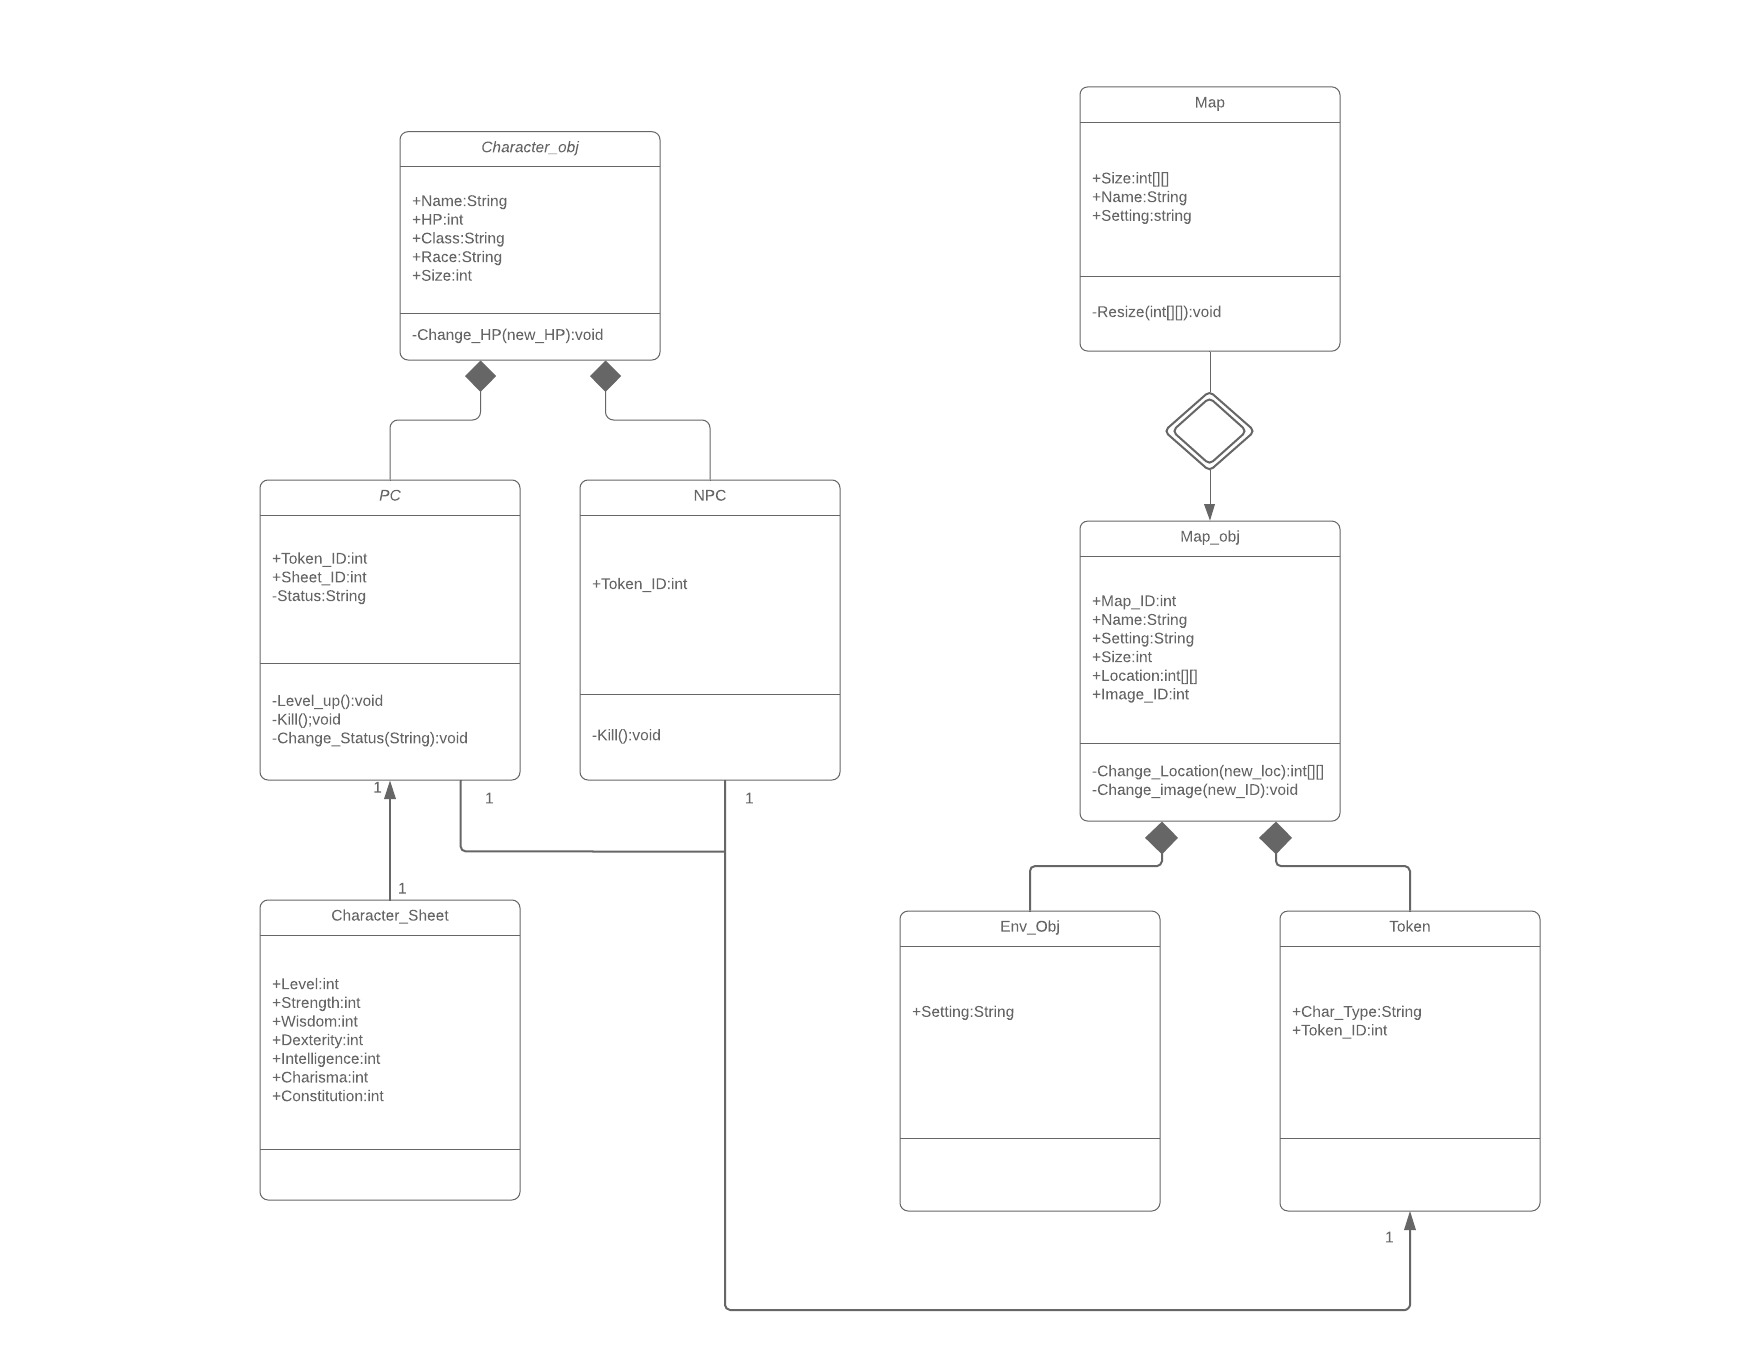 Character_obj
+Name:String
+HP:int
+Class:String
+Race:String
+Size:int
-Change_HP(new_HP):void
Map
+Size:int[][]
+Name:String
+Setting:string
-Resize(int[][]):void
PC
+Token_ID:int
+Sheet_ID:int
-Status:String
-Level_up():void
-Kill();void
-Change_Status(String):void
NPC
+Token_ID:int
-Kill():void
Map_obj
+Map_ID:int
+Name:String
+Setting:String
+Size:int
+Location:int[][]
+Image_ID:int
-Change_Location(new_loc):int[][]
-Change_image(new_ID):void
1
1
1
1
Character_Sheet
+Level:int
+Strength:int
+Wisdom:int
+Dexterity:int
+Intelligence:int
+Charisma:int
+Constitution:int
Env_Obj
+Setting:String
Token
+Char_Type:String
+Token_ID:int
1